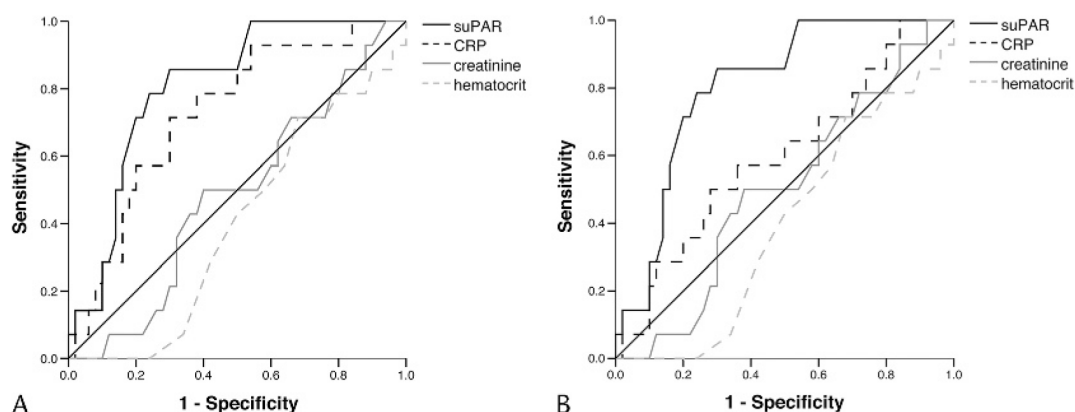 1.0
0.8
0.6
0.4
0.2
0.0
Sensitivity
0.0 0.2 0.4 0.6 0.8 1.0
1 - Specificity
A
suPAR
CRP
creatinine
hematocrit
1.0
0.8
0.6
0.4
0.2
0.0
Sensitivity
0.0 0.2 0.4 0.6 0.8 1.0
1 - Specificity
B
suPAR
CRP
creatinine
hematocrit